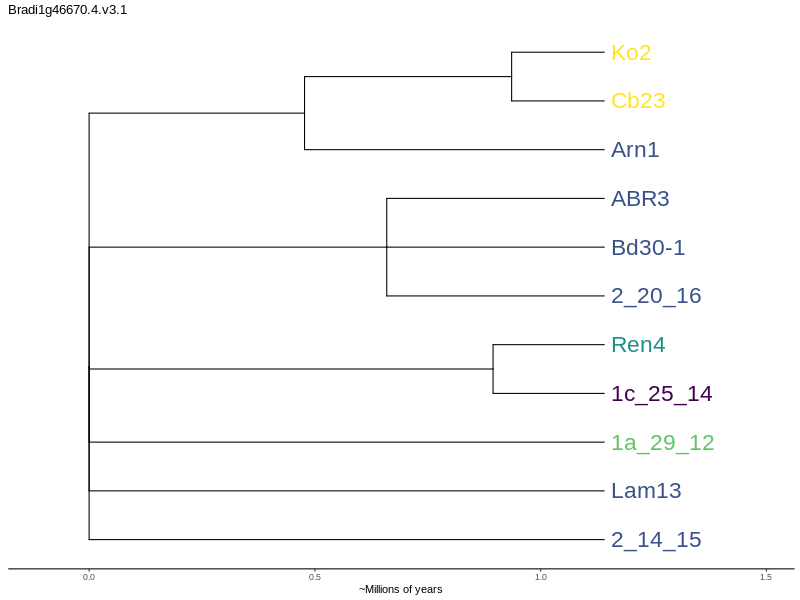 Bradi1g46670.4.v3.1
Ko2
Cb23
Arn1
ABR3
Bd30-1
2_20_16
Ren4
1c_25_14
1a_29_12
Lam13
2_14_15
0.0 0.5 1.0 1.5
~Millions of years